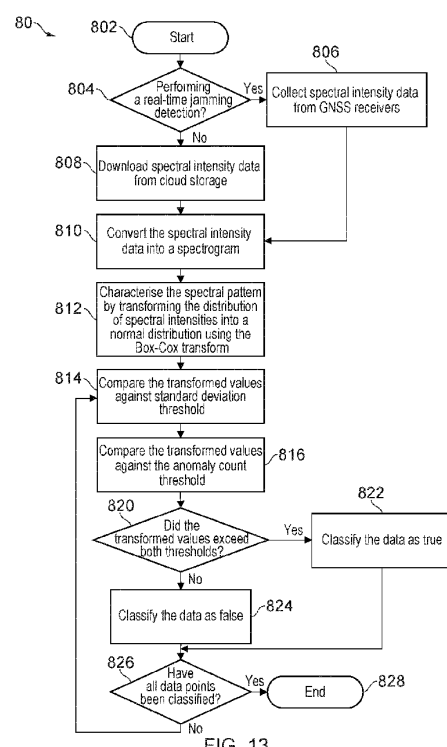 80
802
Start
804
Performing
a real-time jamming
detection?
Yes
806
Collect spectral intensity data
from GNSS receivers
No
808
Download spectral intensity data
from cloud storage
810
Convert the spectral intensity
data into a spectrogram
812
Characterise the spectral pattern
by transforming the distribution
of spectral intensities into a
normal distribution using the
Box-Cox transform
814
Compare the transformed values
against standard deviation
threshold
816
Compare the transformed values
against the anomaly count
threshold
820
Did the
transformed values exceed
both thresholds?
Yes
822
Classify the data as true
No
824
Classify the data as false
826
Have
all data points
been classified?
Yes
End
828
No
FIG. 13